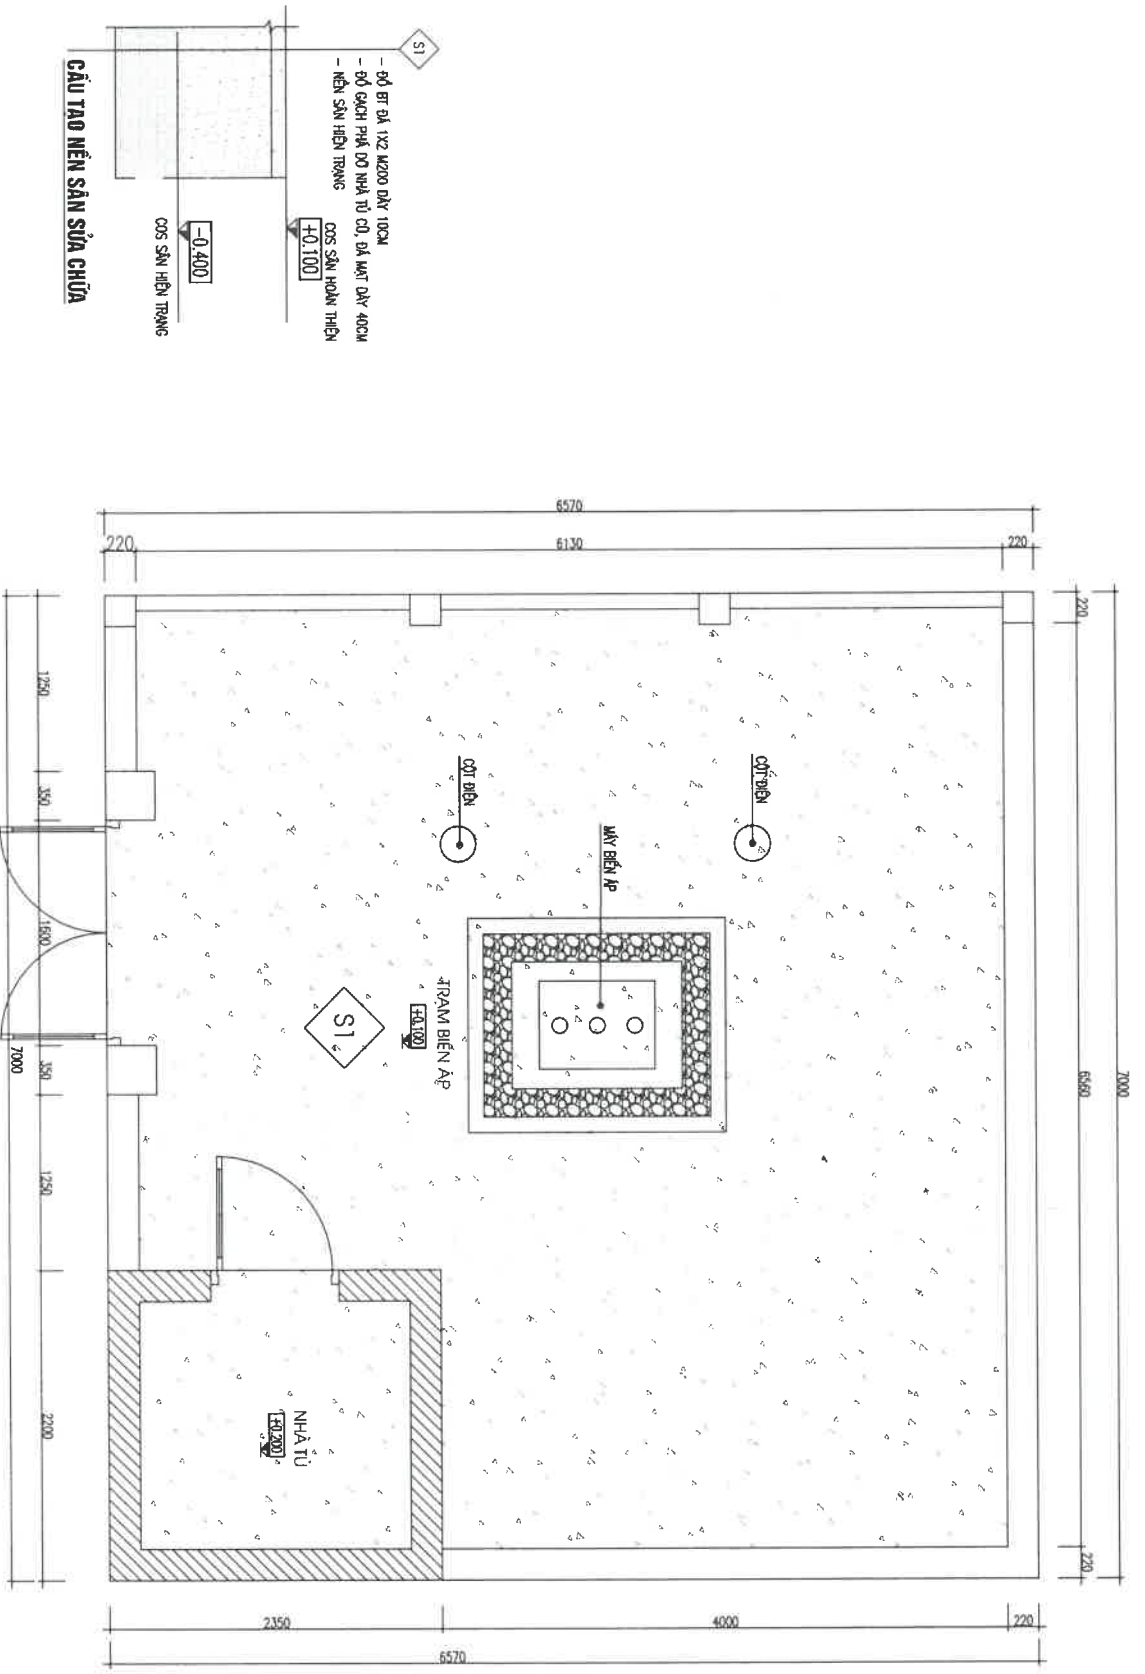 S1
- ĐỔ BT ĐÁ 1X2 M200 DÀY 10CM
- ĐỔ GẠCH PHÁ DỠ NHÀ TỦ CŨ, ĐÁ MẠT DÀY 40CM
- NỀN SÂN HIỆN TRẠNG
COS SÂN HOÀN THIỆN
+0.100
-0.400
COS SÂN HIỆN TRẠNG
CẤU TẠO NỀN SÂN SỬA CHỮA
7000
220
6560
220
6570
220
6130
220
CỘT ĐIỆN
CỘT ĐIỆN
MÁY BIẾN ÁP
TRẠM BIẾN ÁP
+0.100
S1
NHÀ TỦ
+0.200
1250
350
1600
350
1250
2200
7000
220
4000
2350
6570